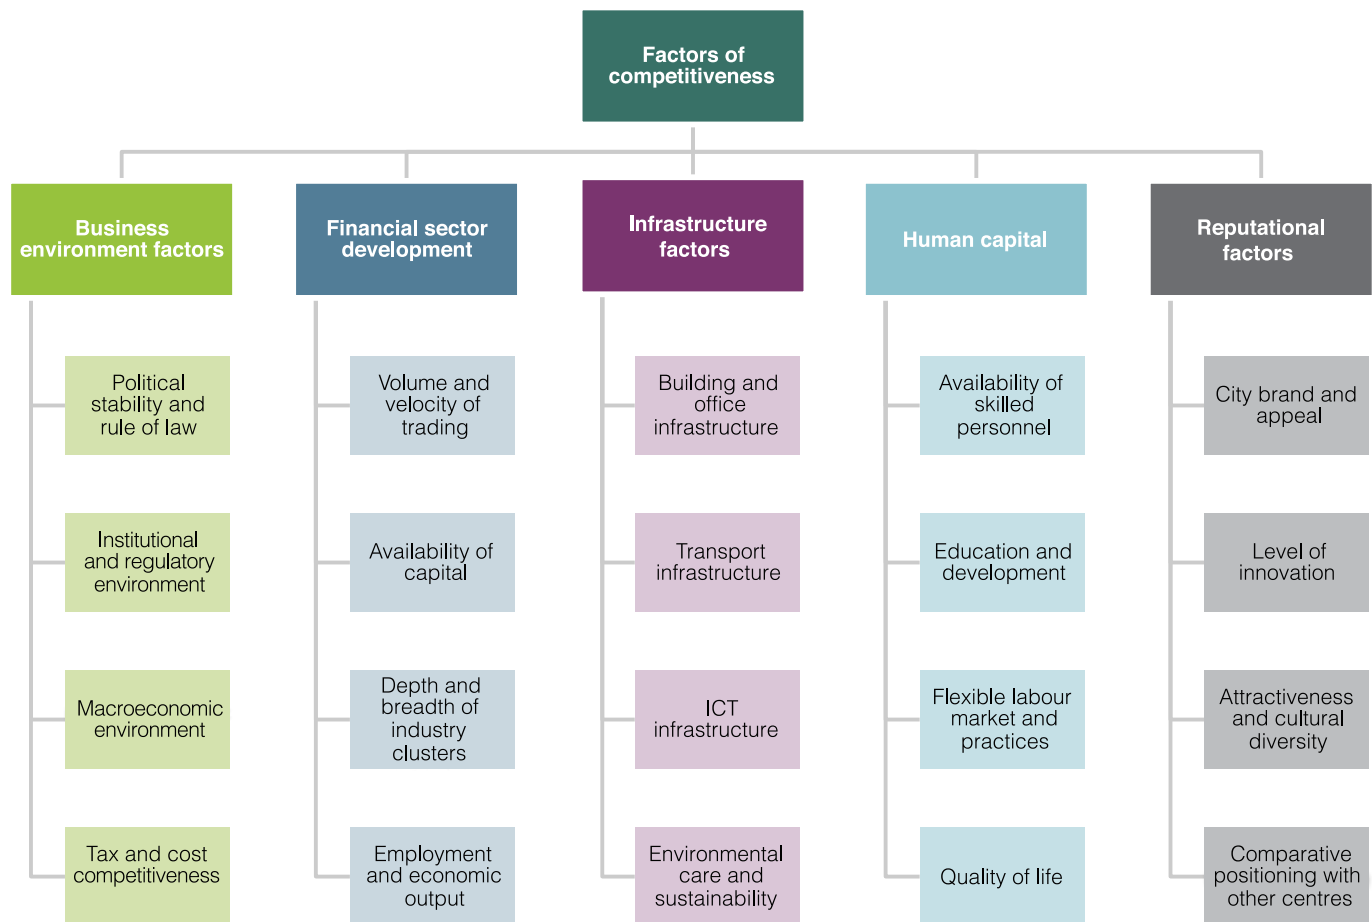 Factors of
competitiveness
Business
environment factors
Financial sector
development
Infrastructure
factors
Human capital
Reputational
factors
Political
stability and
rule of law
Institutional
and regulatory
environment
Macroeconomic
environment
Tax and cost
competitiveness
Volume and
velocity of
trading
Availability of
capital
Depth and
breadth of
industry
clusters
Employment
and economic
output
Building and
office
infrastructure
Transport
infrastructure
ICT
infrastructure
Environmental
care and
sustainability
Availability of
skilled
personnel
Education and
development
Flexible labour
market and
practices
Quality of life
City brand and
appeal
Level of
innovation
Attractiveness
and cultural
diversity
Comparative
positioning with
other centres